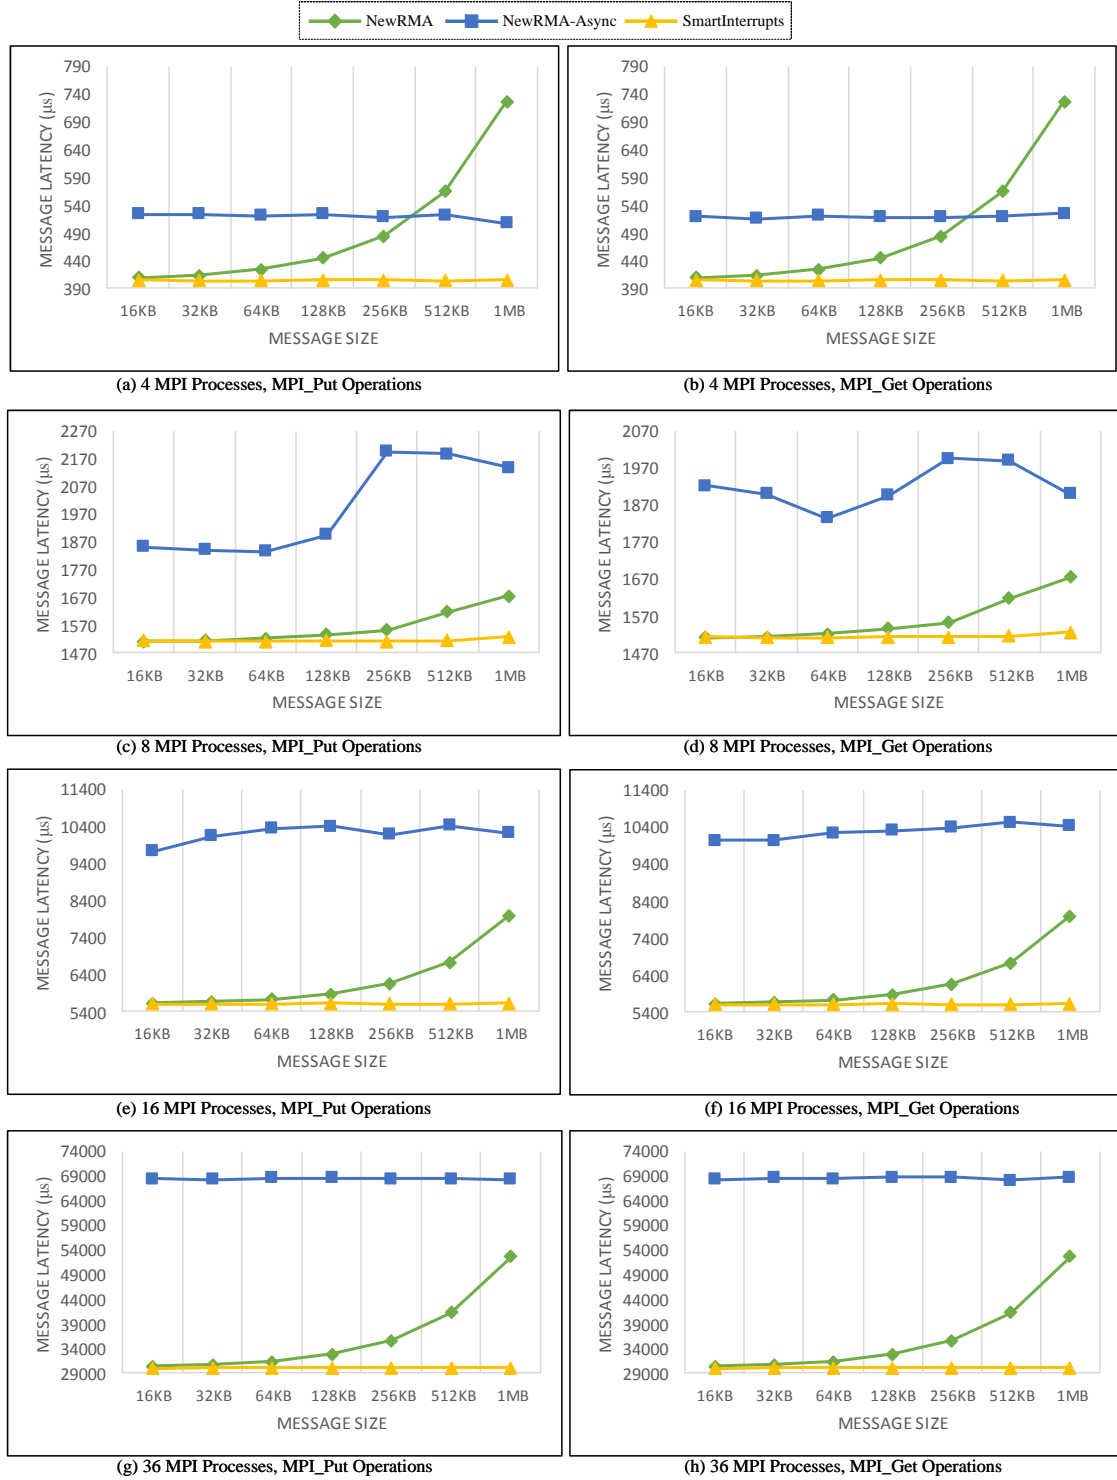 NewRMA NewRMA-Async SmartInterrupts
790
740
690
640
590
540
490
440
390
MESSAGE LATENCY (µs)
16KB 32KB 64KB 128KB 256KB 512KB 1MB
MESSAGE SIZE
(a) 4 MPI Processes, MPI_Put Operations
790
740
690
640
590
540
490
440
390
MESSAGE LATENCY (µs)
16KB 32KB 64KB 128KB 256KB 512KB 1MB
MESSAGE SIZE
(b) 4 MPI Processes, MPI_Get Operations
2270
2170
2070
1970
1870
1770
1670
1570
1470
MESSAGE LATENCY (µs)
16KB 32KB 64KB 128KB 256KB 512KB 1MB
MESSAGE SIZE
(c) 8 MPI Processes, MPI_Put Operations
2070
1970
1870
1770
1670
1570
1470
MESSAGE LATENCY (µs)
16KB 32KB 64KB 128KB 256KB 512KB 1MB
MESSAGE SIZE
(d) 8 MPI Processes, MPI_Get Operations
11400
10400
9400
8400
7400
6400
5400
MESSAGE LATENCY (µs)
16KB 32KB 64KB 128KB 256KB 512KB 1MB
MESSAGE SIZE
(e) 16 MPI Processes, MPI_Put Operations
11400
10400
9400
8400
7400
6400
5400
MESSAGE LATENCY (µs)
16KB 32KB 64KB 128KB 256KB 512KB 1MB
MESSAGE SIZE
(f) 16 MPI Processes, MPI_Get Operations
74000
69000
64000
59000
54000
49000
44000
39000
34000
29000
MESSAGE LATENCY (µs)
16KB 32KB 64KB 128KB 256KB 512KB 1MB
MESSAGE SIZE
(g) 36 MPI Processes, MPI_Put Operations
74000
69000
64000
59000
54000
49000
44000
39000
34000
29000
MESSAGE LATENCY (µs)
16KB 32KB 64KB 128KB 256KB 512KB 1MB
MESSAGE SIZE
(h) 36 MPI Processes, MPI_Get Operations